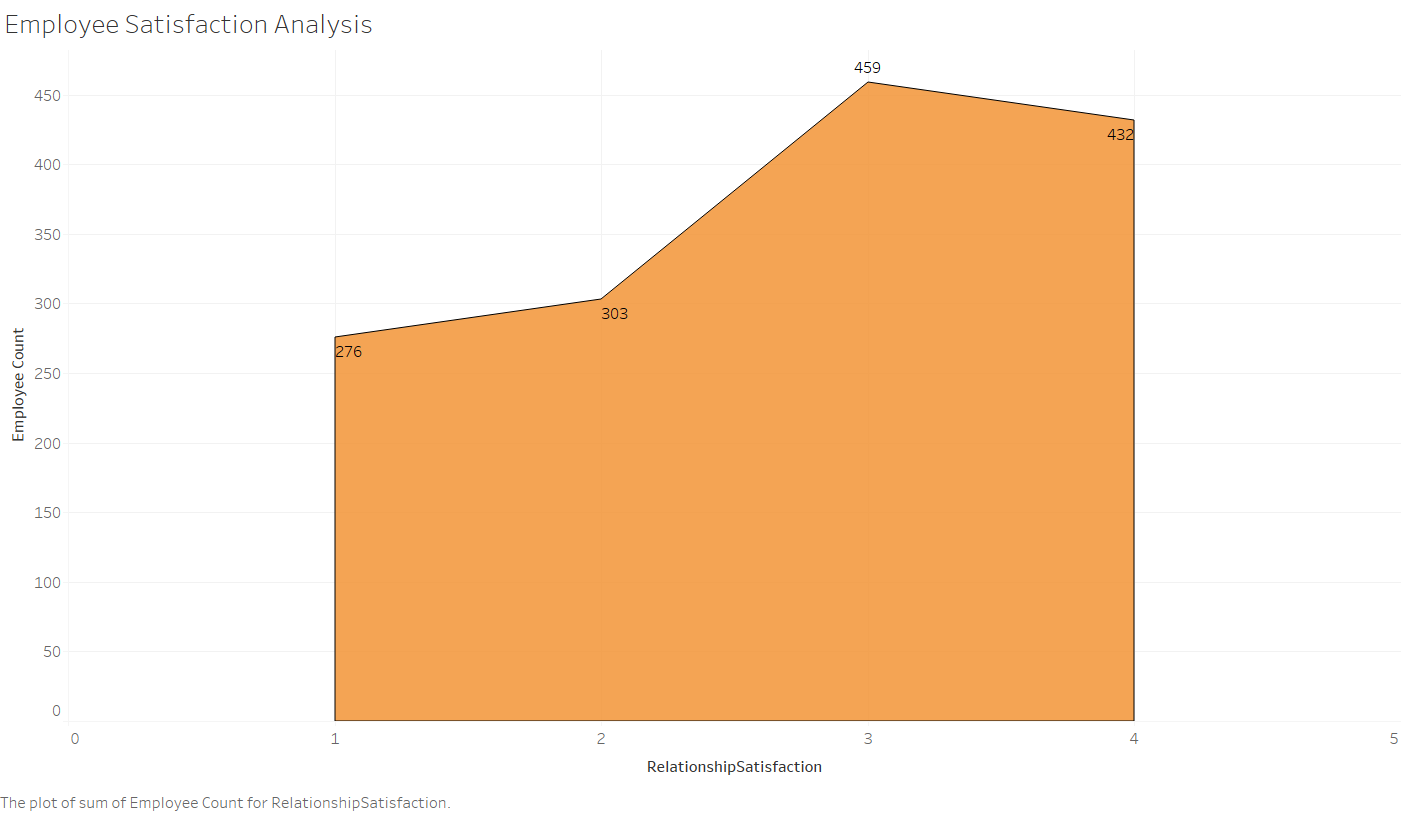 Employee Satisfaction Analysis
459
450
432
400
350
300
303
276
250
200
150
100
50
0
Employee Count
0 1 2 3 4 5
RelationshipSatisfaction
The plot of sum of Employee Count for RelationshipSatisfaction.